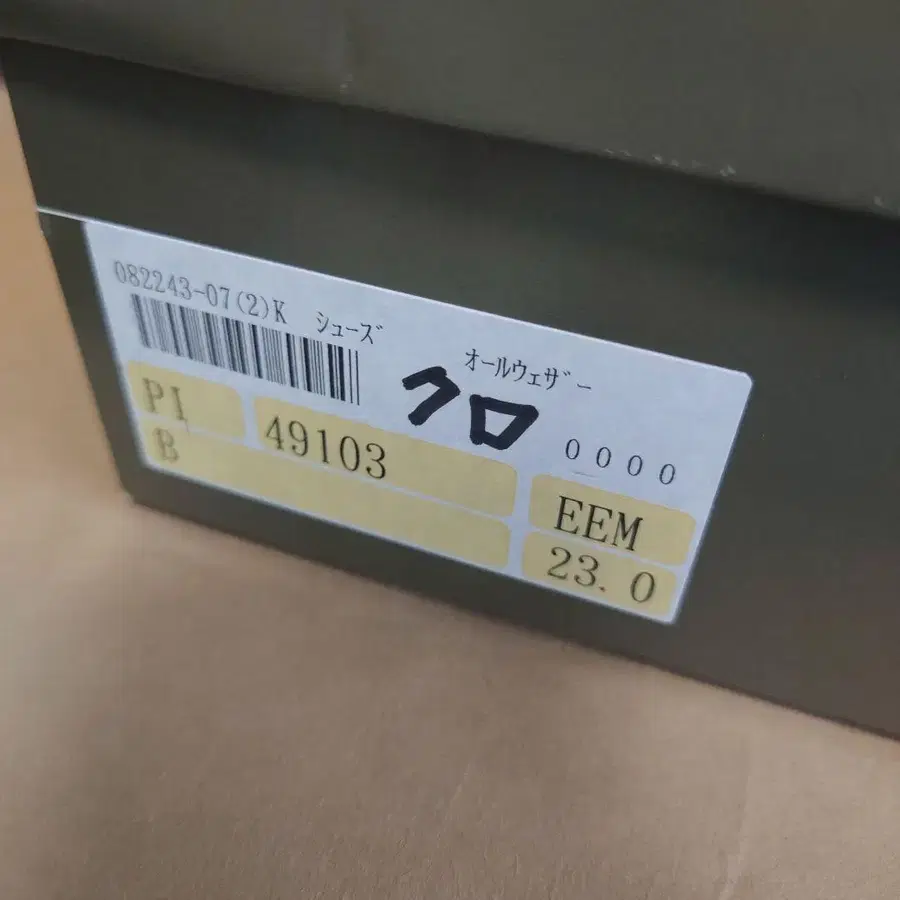 082243-07(2)K シューズ
オールウェザー
クロ
0000
PI 49103
B
EEM
23.0